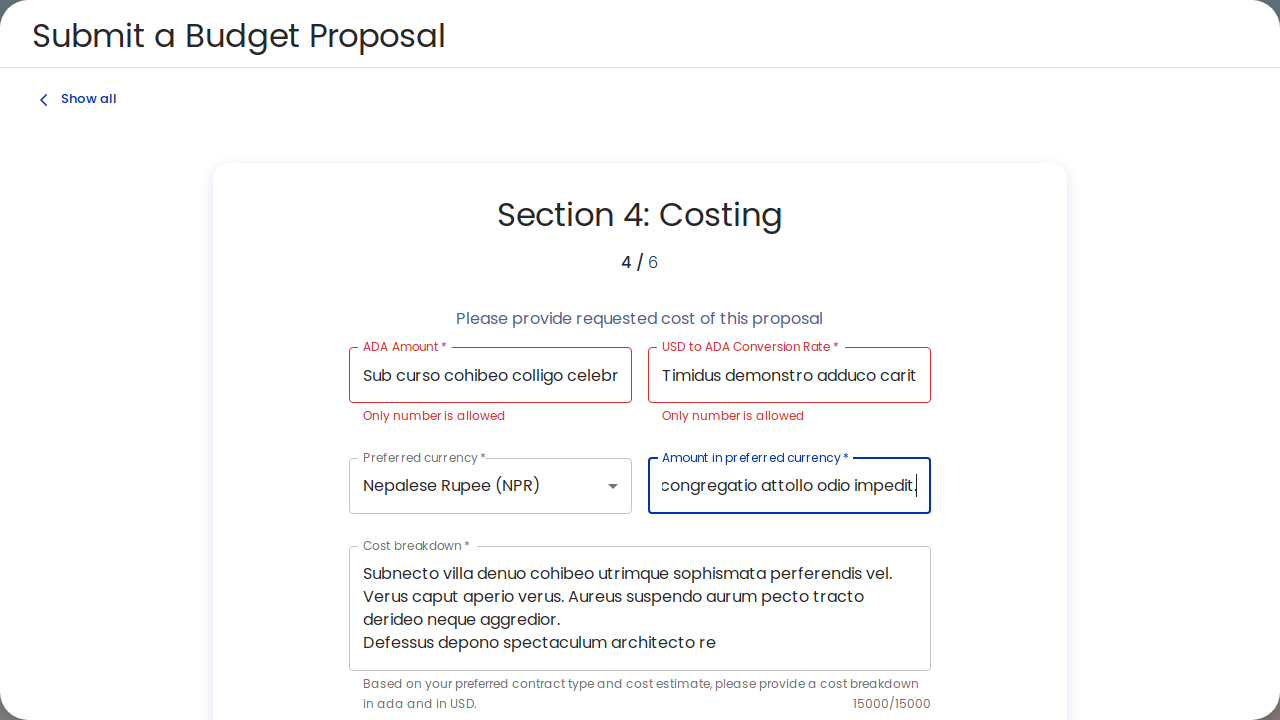 Submit a Budget Proposal
Show all
Section 4: Costing
4 / 6
Please provide requested cost of this proposal
ADA Amount *
Sub curso cohibeo colligo celebr
Only number is allowed
USD to ADA Conversion Rate *
Timidus demonstro adduco carit
Only number is allowed
Preferred currency *
Nepalese Rupee (NPR)
Amount in preferred currency *
congregatio attollo odio impedit.
Cost breakdown *
Subnecto villa denuo cohibeo utrimque sophismata perferendis vel.
Verus caput aperio verus. Aureus suspendo aurum pecto tracto
derideo neque aggredior.
Defessus depono spectaculum architecto re
Based on your preferred contract type and cost estimate, please provide a cost breakdown
in ada and in USD.
15000/15000